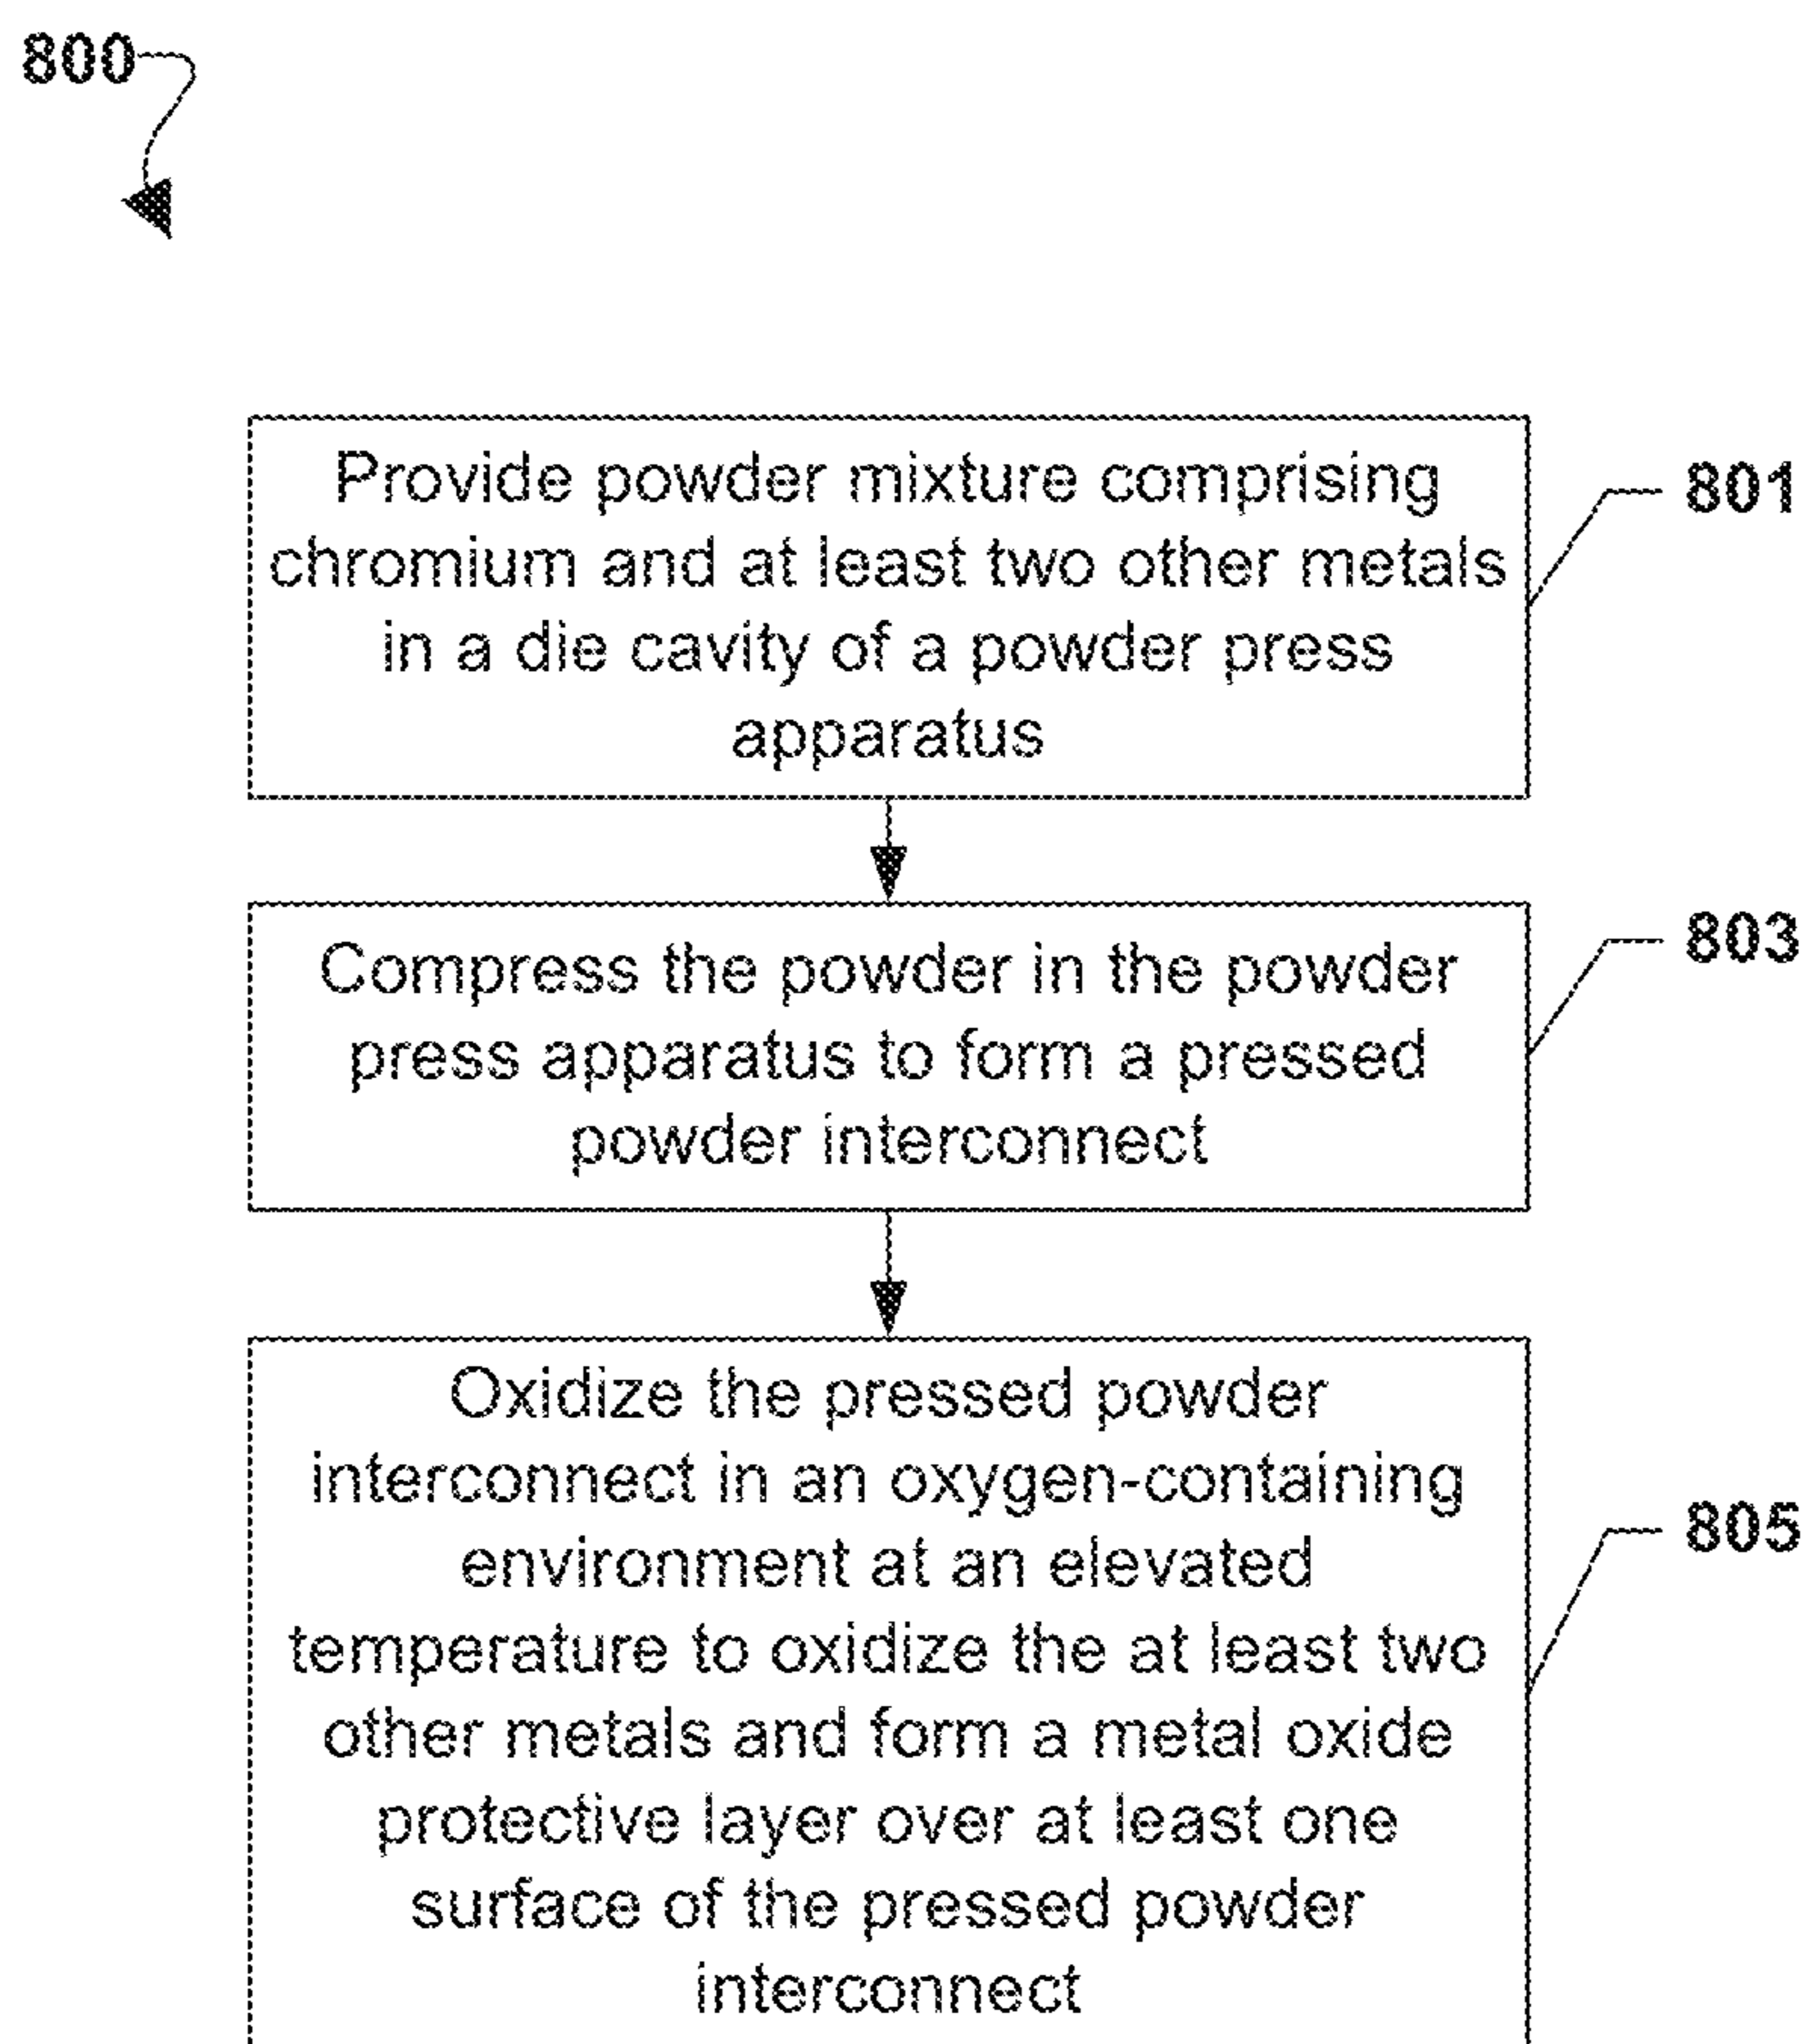 800
Provide powder mixture comprising
chromium and at least two other metals
in a die cavity of a powder press
apparatus
801
Compress the powder in the powder
press apparatus to form a pressed
powder interconnect
803
Oxidize the pressed powder
interconnect in an oxygen-containing
environment at an elevated
temperature to oxidize the at least two
other metals and form a metal oxide
protective layer over at least one
surface of the pressed powder
interconnect
805